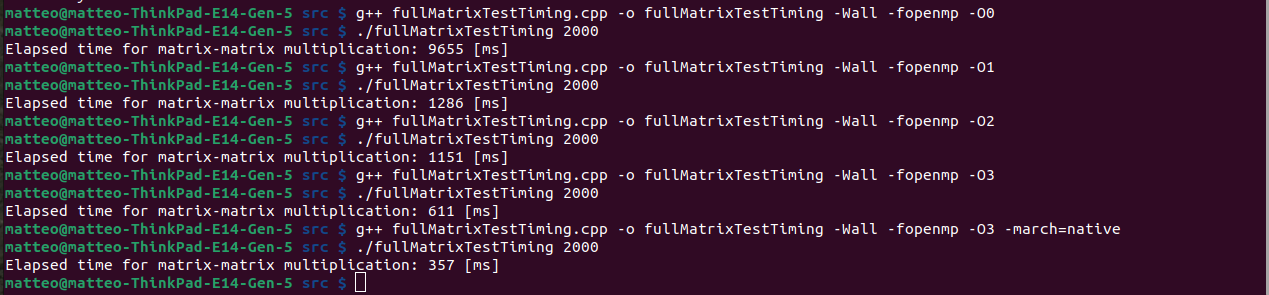 matteo@matteo-ThinkPad-E14-Gen-5 src $ g++ fullMatrixTestTiming.cpp -o fullMatrixTestTiming -Wall -fopenmp -O0
matteo@matteo-ThinkPad-E14-Gen-5 src $ ./fullMatrixTestTiming 2000
Elapsed time for matrix-matrix multiplication: 9655 [ms]
matteo@matteo-ThinkPad-E14-Gen-5 src $ g++ fullMatrixTestTiming.cpp -o fullMatrixTestTiming -Wall -fopenmp -O1
matteo@matteo-ThinkPad-E14-Gen-5 src $ ./fullMatrixTestTiming 2000
Elapsed time for matrix-matrix multiplication: 1286 [ms]
matteo@matteo-ThinkPad-E14-Gen-5 src $ g++ fullMatrixTestTiming.cpp -o fullMatrixTestTiming -Wall -fopenmp -O2
matteo@matteo-ThinkPad-E14-Gen-5 src $ ./fullMatrixTestTiming 2000
Elapsed time for matrix-matrix multiplication: 1151 [ms]
matteo@matteo-ThinkPad-E14-Gen-5 src $ g++ fullMatrixTestTiming.cpp -o fullMatrixTestTiming -Wall -fopenmp -O3
matteo@matteo-ThinkPad-E14-Gen-5 src $ ./fullMatrixTestTiming 2000
Elapsed time for matrix-matrix multiplication: 611 [ms]
matteo@matteo-ThinkPad-E14-Gen-5 src $ g++ fullMatrixTestTiming.cpp -o fullMatrixTestTiming -Wall -fopenmp -O3 -march=native
matteo@matteo-ThinkPad-E14-Gen-5 src $ ./fullMatrixTestTiming 2000
Elapsed time for matrix-matrix multiplication: 357 [ms]
matteo@matteo-ThinkPad-E14-Gen-5 src $